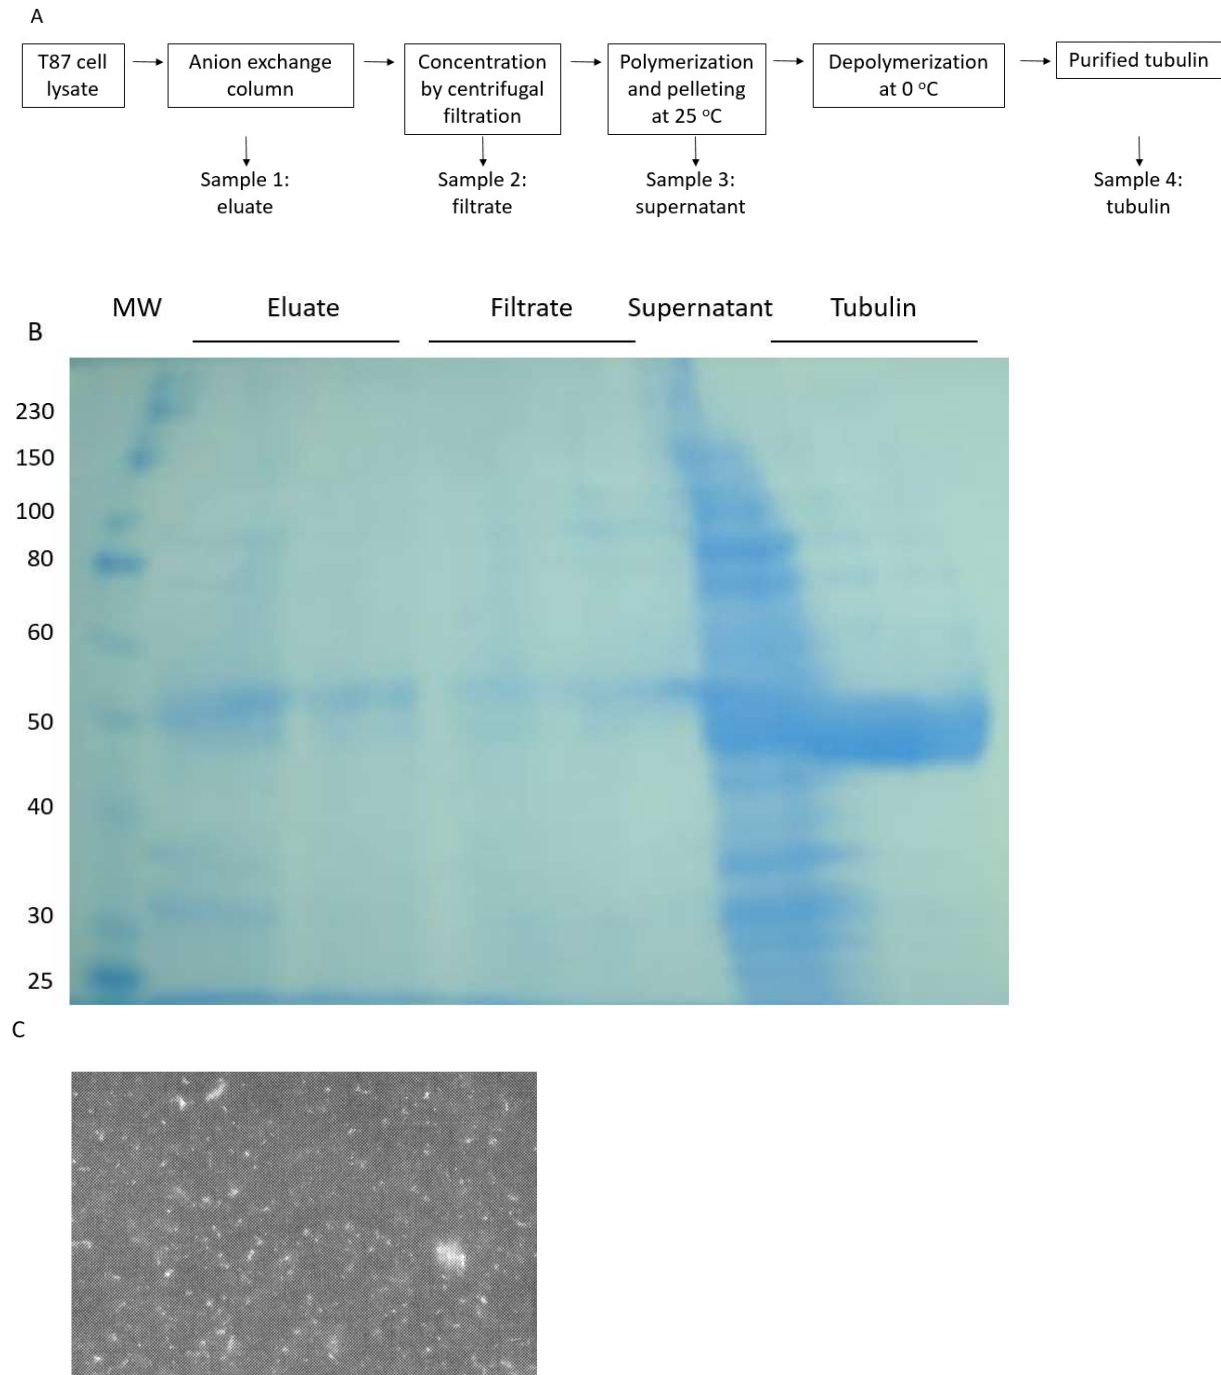 A
T87 cell
lysate
Anion exchange
column
Concentration
by centrifugal
filtration
Polymerization
and pelleting
at 25 °C
Depolymerization
at 0 °C
Purified tubulin
Sample 1:
eluate
Sample 2:
filtrate
Sample 3:
supernatant
Sample 4:
tubulin
MW Eluate Filtrate Supernatant Tubulin
B
230
150
100
80
60
50
40
30
25
C